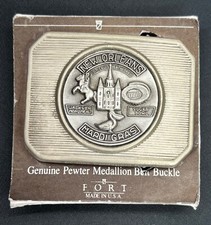 NEW ORLEANS
MARDI GRAS
Genuine Pewter Medallion Belt Buckle
FORT
MADE IN U.S.A.